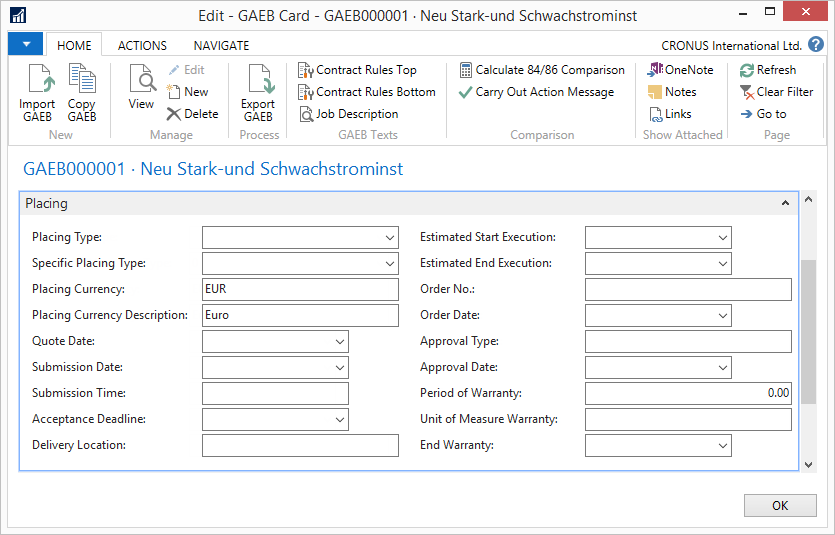 Edit - GAEB Card - GAEB000001 · Neu Stark-und Schwachstrominst
HOME ACTIONS NAVIGATE CRONUS International Ltd. ?
Import GAEB
Copy GAEB
New
View
Edit
New
Delete
Manage
Export GAEB
Process
Contract Rules Top
Contract Rules Bottom
Job Description
GAEB Texts
Calculate 84/86 Comparison
Carry Out Action Message
Comparison
OneNote
Notes
Links
Show Attached
Refresh
Clear Filter
Go to
Page
GAEB000001 · Neu Stark-und Schwachstrominst
Placing
Placing Type:
Specific Placing Type:
Placing Currency: EUR
Placing Currency Description: Euro
Quote Date:
Submission Date:
Submission Time:
Acceptance Deadline:
Delivery Location:
Estimated Start Execution:
Estimated End Execution:
Order No.:
Order Date:
Approval Type:
Approval Date:
Period of Warranty: 0.00
Unit of Measure Warranty:
End Warranty:
OK